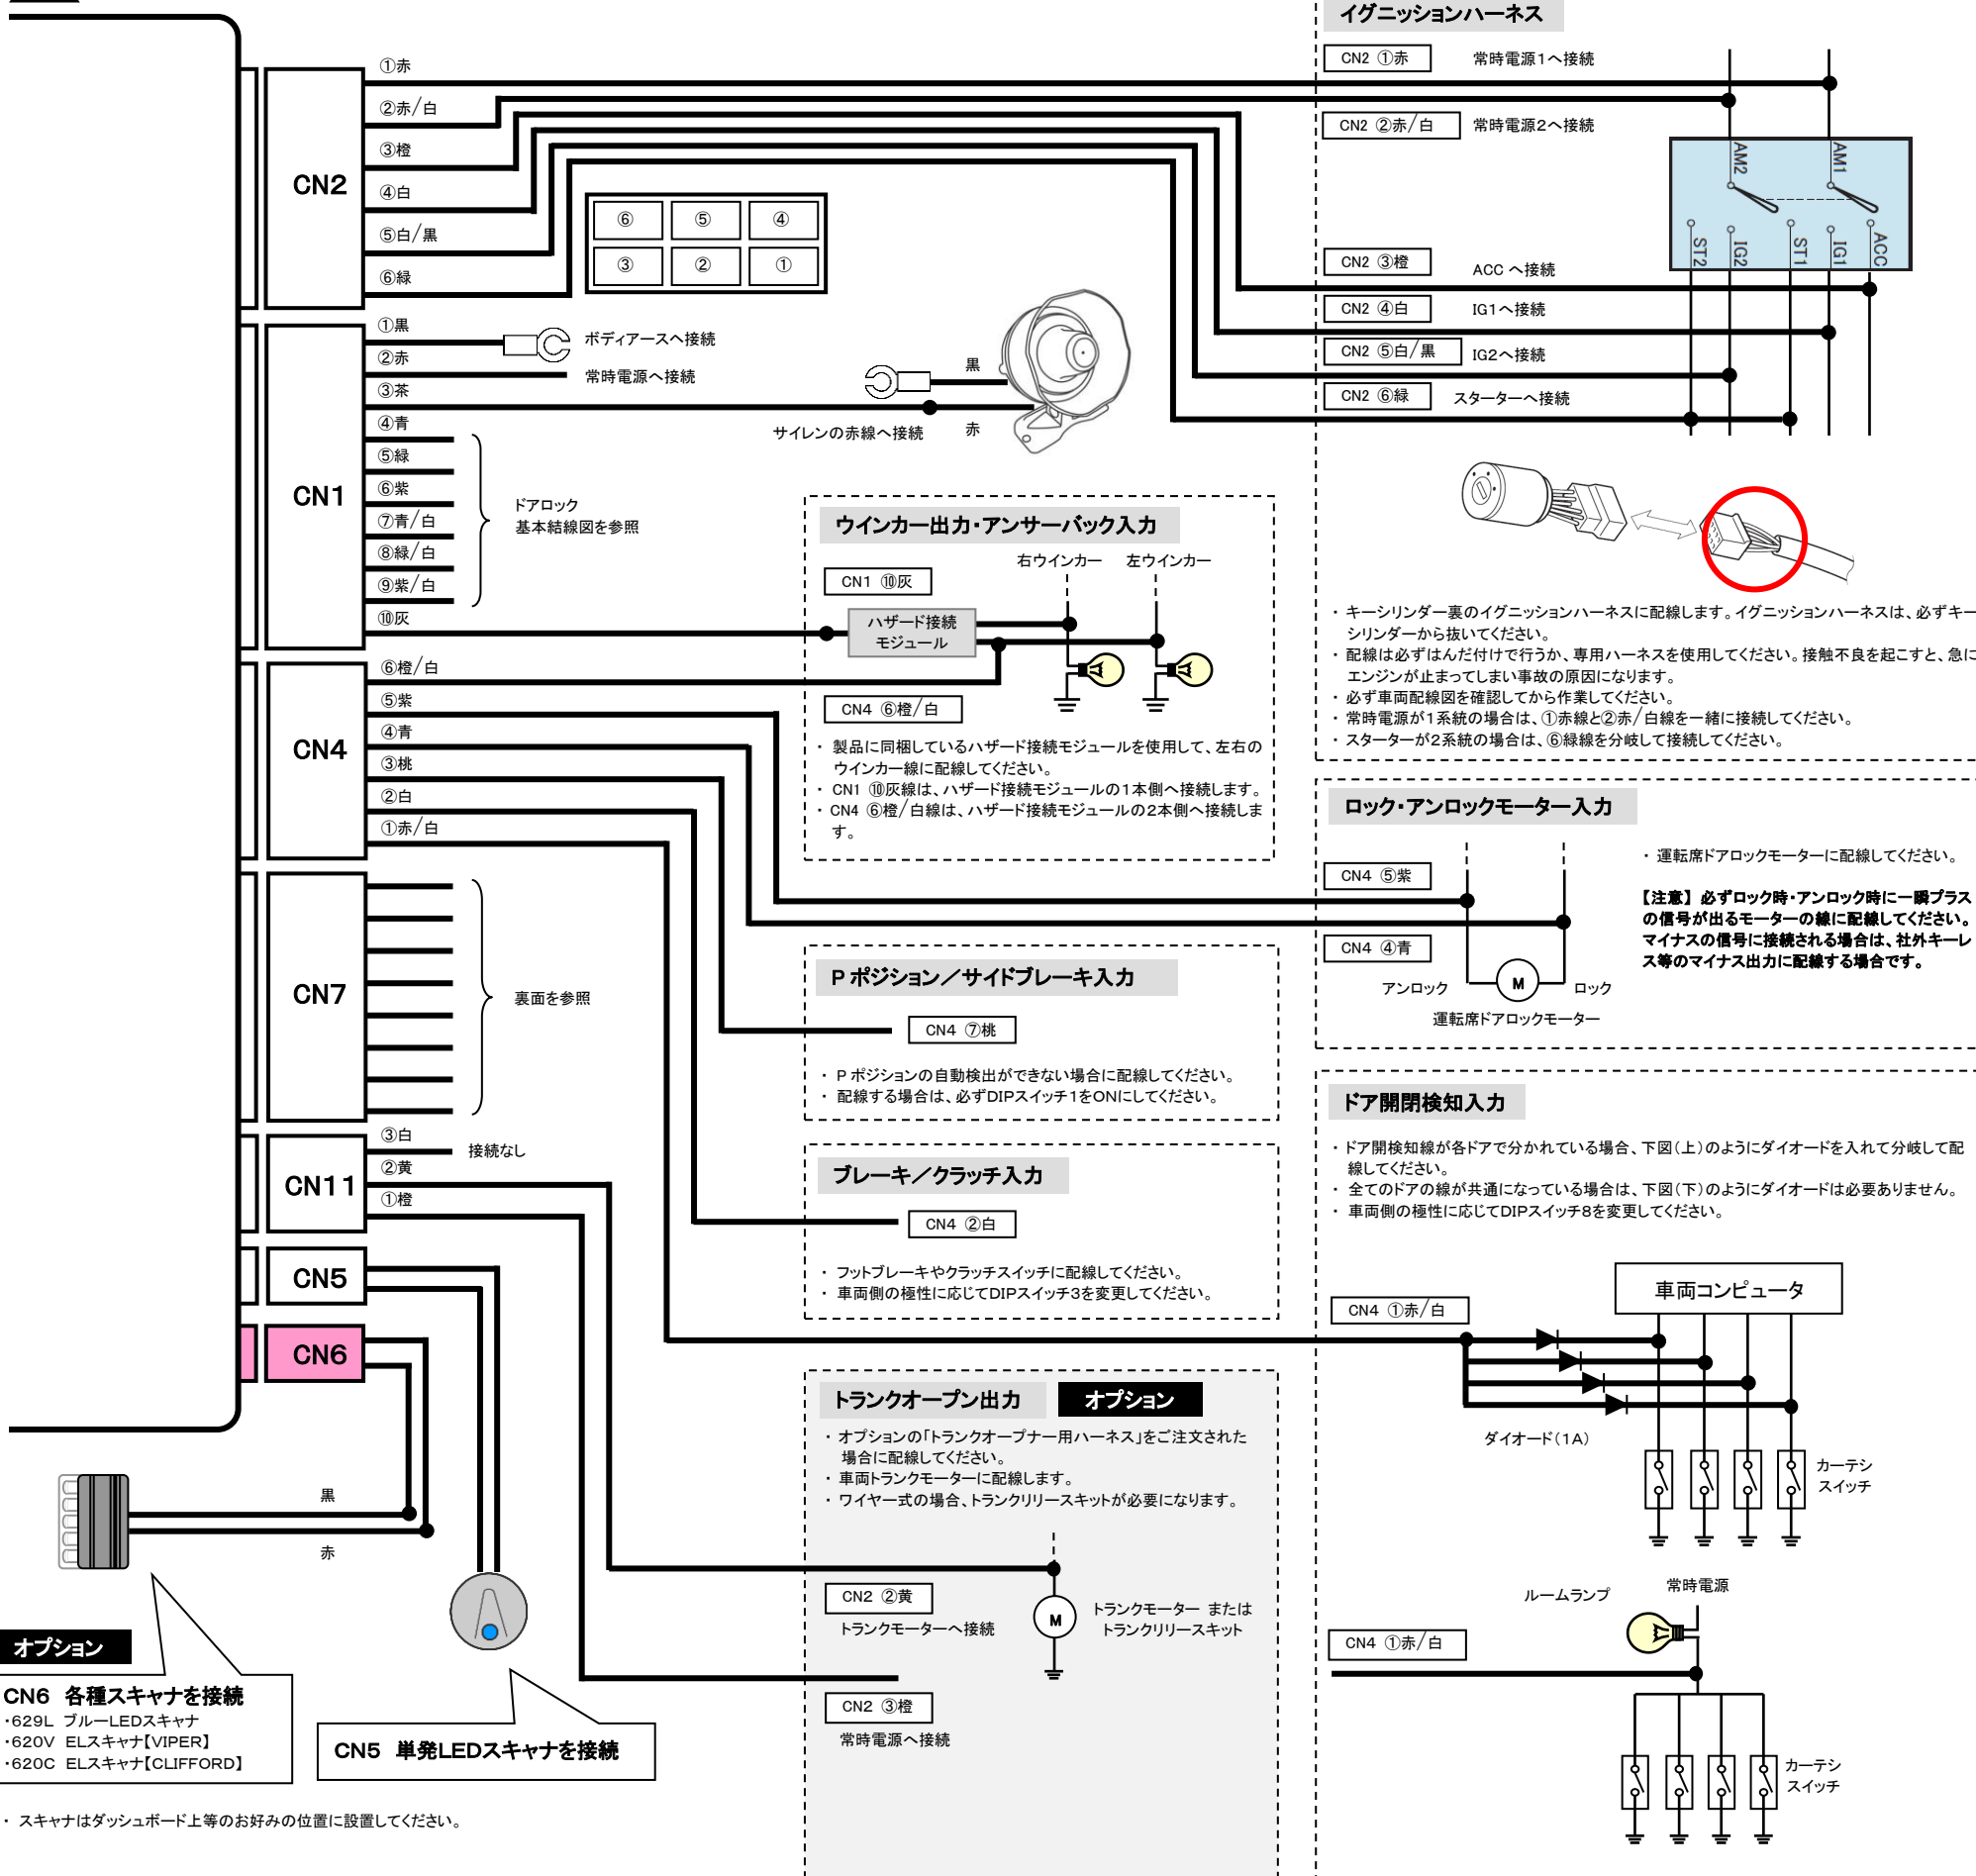 CN2
①赤
②赤/白
③橙
④白
⑤白/黒
⑥緑
⑥ ⑤ ④
③ ② ①
CN1
①黒
ボディアースへ接続
②赤
常時電源へ接続
③茶
④青
⑤緑
⑥紫
⑦青/白
⑧緑/白
⑨紫/白
⑩灰
ドアロック
基本結線図を参照
黒
サイレンの赤線へ接続
赤
CN4
⑥橙/白
⑤紫
④青
③桃
②白
①赤/白
CN7
裏面を参照
CN11
③白
接続なし
②黄
①橙
CN5
CN6
黒
赤
オプション
CN6 各種スキャナを接続
・629L ブルーLEDスキャナ
・620V ELスキャナ【VIPER】
・620C ELスキャナ【CLIFFORD】
CN5 単発LEDスキャナを接続
・ スキャナはダッシュボード上等のお好みの位置に設置してください。
ウインカー出力・アンサーバック入力
右ウインカー 左ウインカー
CN1 ⑩灰
ハザード接続
モジュール
CN4 ⑥橙/白
・ 製品に同梱しているハザード接続モジュールを使用して、左右の
ウインカー線に配線してください。
・ CN1 ⑩灰線は、ハザード接続モジュールの1本側へ接続します。
・ CN4 ⑥橙/白線は、ハザード接続モジュールの2本側へ接続しま
す。
P ポジション／サイドブレーキ入力
CN4 ⑦桃
・ P ポジションの自動検出ができない場合に配線してください。
・ 配線する場合は、必ずDIPスイッチ1をONにしてください。
ブレーキ／クラッチ入力
CN4 ②白
・ フットブレーキやクラッチスイッチに配線してください。
・ 車両側の極性に応じてDIPスイッチ3を変更してください。
トランクオープン出力
オプション
・ オプションの「トランクオープナー用ハーネス」をご注文された
場合に配線してください。
・ 車両トランクモーターに配線します。
・ ワイヤー式の場合、トランクリリースキットが必要になります。
CN2 ②黄
トランクモーターへ接続
M
トランクモーター または
トランクリリースキット
CN2 ③橙
常時電源へ接続
イグニッションハーネス
CN2 ①赤
常時電源1へ接続
CN2 ②赤/白
常時電源2へ接続
AM2
AM1
ST2
IG2
ST1
IG1
ACC
CN2 ③橙
ACC へ接続
CN2 ④白
IG1へ接続
CN2 ⑤白/黒
IG2へ接続
CN2 ⑥緑
スターターへ接続
・ キーシリンダー裏のイグニッションハーネスに配線します。イグニッションハーネスは、必ずキー
シリンダーから抜いてください。
・ 配線は必ずはんだ付けで行うか、専用ハーネスを使用してください。接触不良を起こすと、急に
エンジンが止まってしまい事故の原因になります。
・ 必ず車両配線図を確認してから作業してください。
・ 常時電源が1系統の場合は、①赤線と②赤/白線を一緒に接続してください。
・ スターターが2系統の場合は、⑥緑線を分岐して接続してください。
ロック・アンロックモーター入力
CN4 ⑤紫
CN4 ④青
アンロック
M
ロック
運転席ドアロックモーター
・ 運転席ドアロックモーターに配線してください。
【注意】 必ずロック時・アンロック時に一瞬プラス
の信号が出るモーターの線に配線してください。
マイナスの信号に接続される場合は、社外キーレ
ス等のマイナス出力に配線する場合です。
ドア開閉検知入力
・ ドア開検知線が各ドアで分かれている場合、下図（上）のようにダイオードを入れて分岐して配
線してください。
・ 全てのドアの線が共通になっている場合は、下図（下）のようにダイオードは必要ありません。
・ 車両側の極性に応じてDIPスイッチ8を変更してください。
車両コンピュータ
CN4 ①赤/白
ダイオード（1A）
カーテシ
スイッチ
ルームランプ
常時電源
CN4 ①赤/白
カーテシ
スイッチ